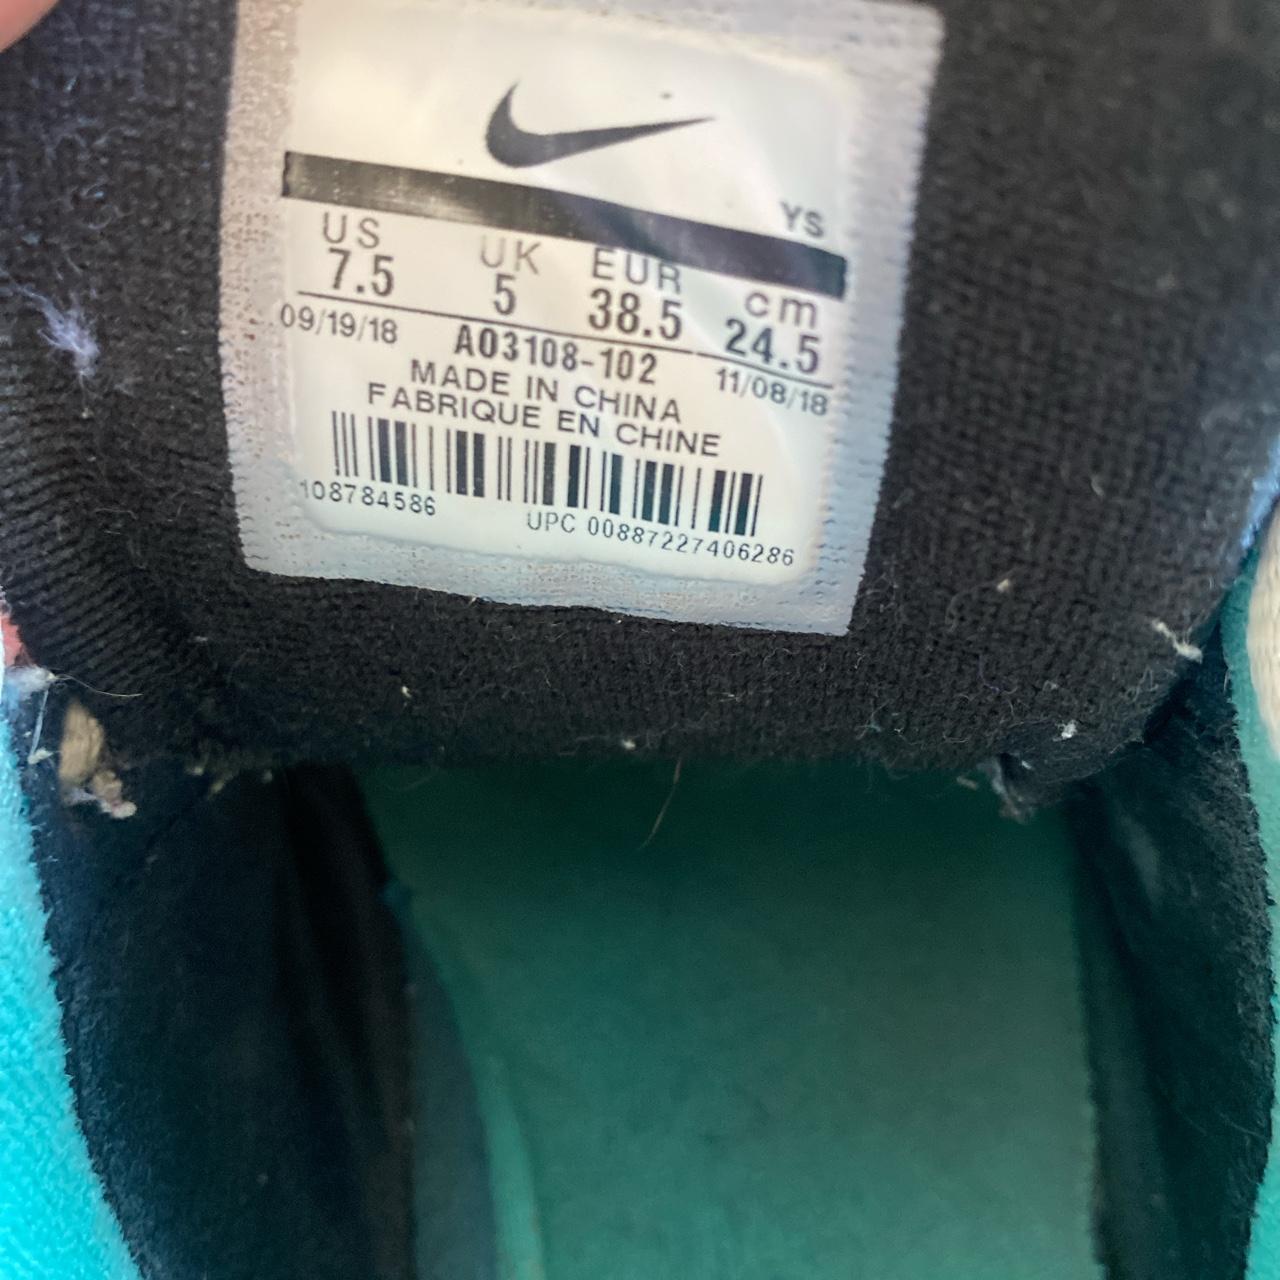 YS
US UK EUR cm
7.5 5 38.5 24.5
09/19/18 AO3108-102 11/08/18
MADE IN CHINA
FABRIQUE EN CHINE
108784586 UPC 00887227406286